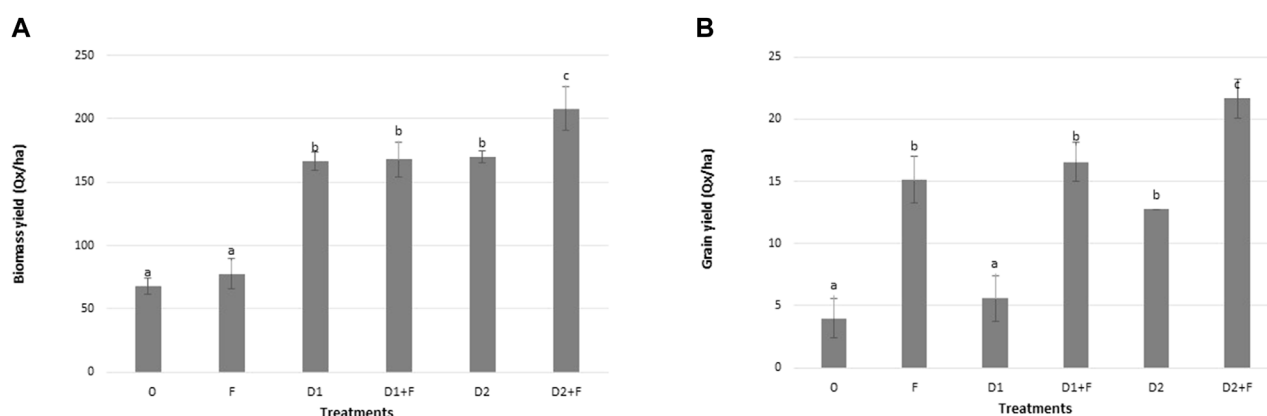 A
Biomass yield (Qx/ha)
250
200
150
100
50
0
a
a
b
b
b
c
O
F
D1
D1+F
D2
D2+F
Treatments
B
Grain yield (Qx/ha)
25
20
15
10
5
0
a
b
a
b
b
c
O
F
D1
D1+F
D2
D2+F
Treatments